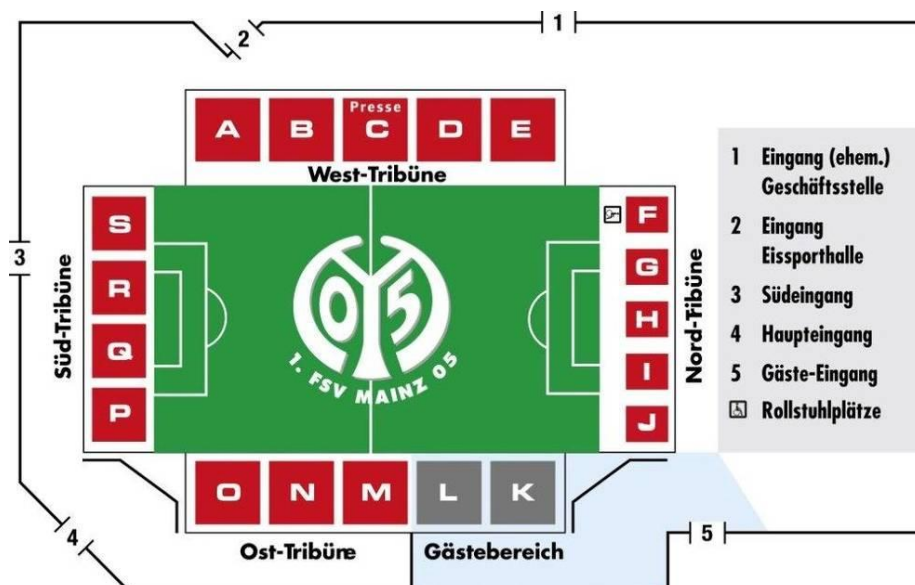 1
2
Presse
A B C D E
West-Tribüne
1 Eingang (ehem.)
Geschäftsstelle
2 Eingang
Eissporthalle
3 Südeingang
4 Haupteingang
5 Gäste-Eingang
Rollstuhlplätze
3
Süd-Tribüne
S
R
Q
P
05
1. FSV MAINZ 05
F
G
H
I
J
Nord-Tribüne
O N M L K
Ost-Tribüne Gästebereich
4
5